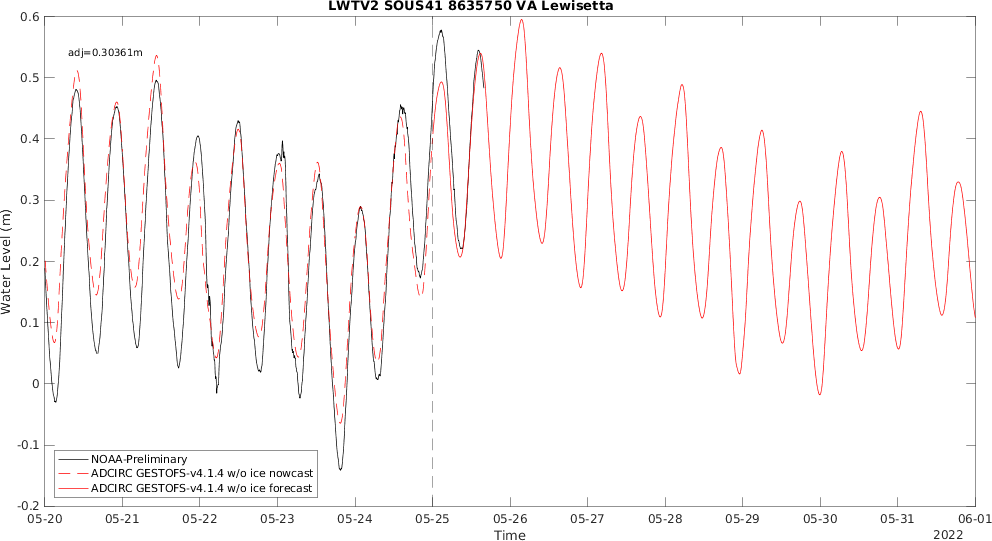 LWTV2 SOUS41 8635750 VA Lewisetta
adj=0.30361m
0.6
0.5
0.4
0.3
0.2
0.1
0
-0.1
-0.2
Water Level (m)
NOAA-Preliminary
ADCIRC GESTOFS-v4.1.4 w/o ice nowcast
ADCIRC GESTOFS-v4.1.4 w/o ice forecast
05-20 05-21 05-22 05-23 05-24 05-25 05-26 05-27 05-28 05-29 05-30 05-31 06-01
Time
2022